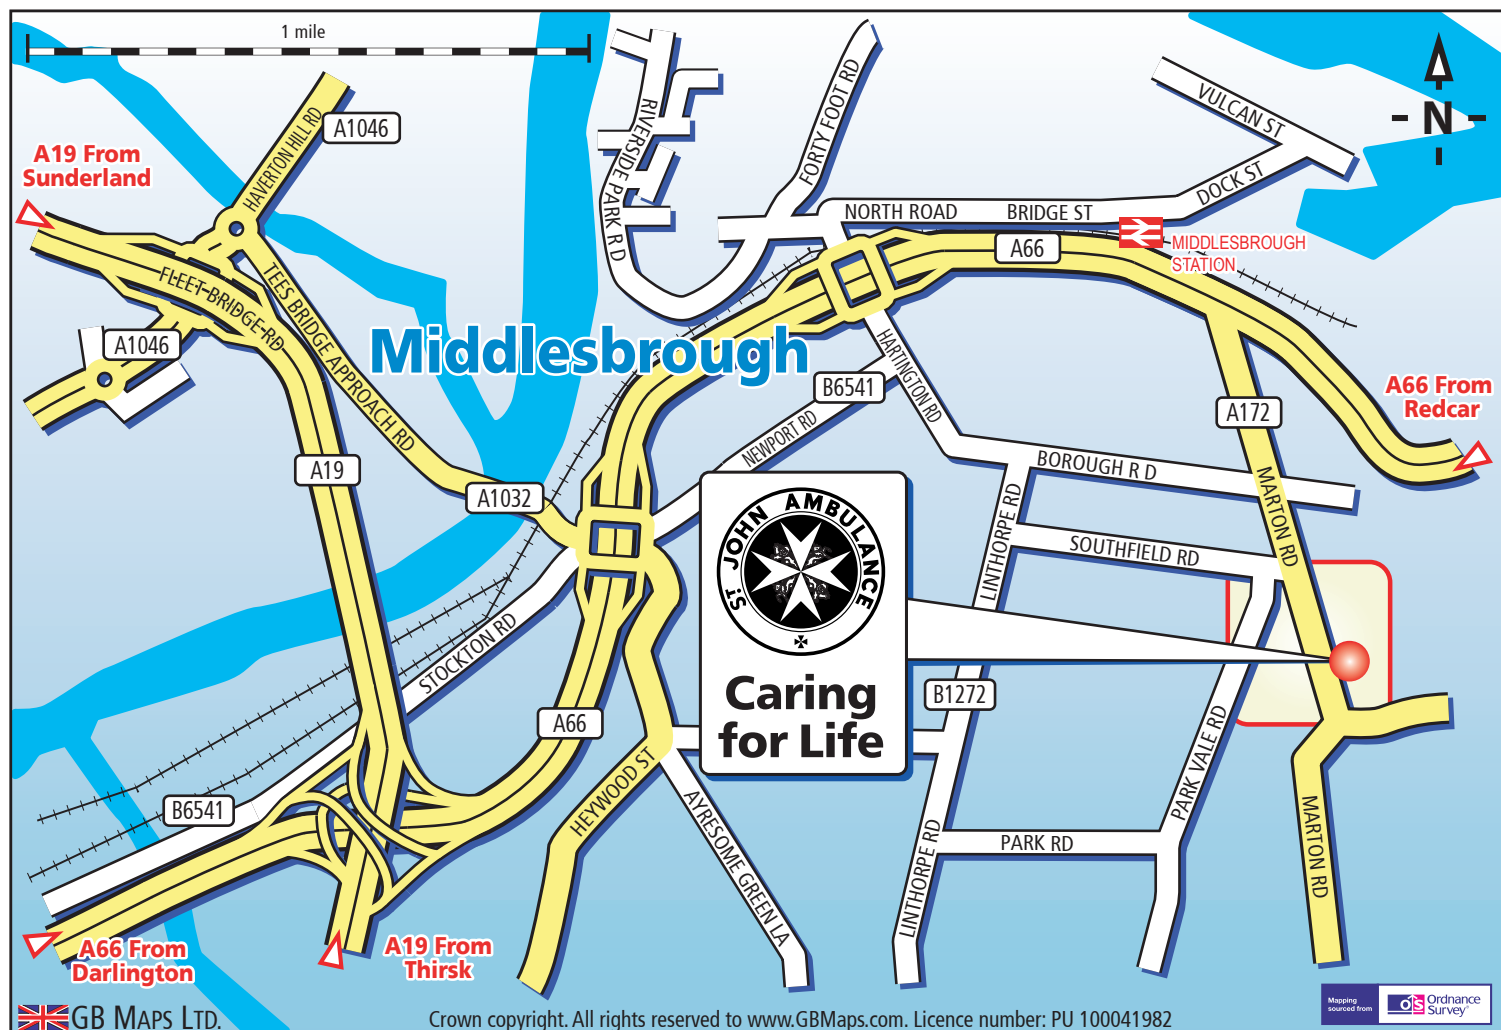 1 mile
N
A19 From
Sunderland
HAVERTON HILL RD
A1046
RIVERSIDE PARK R D
FORTY FOOT RD
VULCAN ST
DOCK ST
NORTH ROAD
BRIDGE ST
A66
MIDDLESBROUGH
STATION
FLEET BRIDGE RD
TEES BRIDGE APPROACH RD
A1046
Middlesbrough
HARTINGTON RD
B6541
NEWPORT RD
A172
A66 From
Redcar
A19
A1032
BOROUGH R D
MARTON RD
LINTHORPE RD
SOUTHFIELD RD
ST JOHN AMBULANCE
Caring
for Life
STOCKTON RD
B1272
A66
HEYWOOD ST
PARK VALE RD
B6541
AYRESOME GREEN LA
LINTHORPE RD
PARK RD
MARTON RD
A66 From
Darlington
A19 From
Thirsk
GB MAPS LTD.
Crown copyright. All rights reserved to www.GBMaps.com. Licence number: PU 100041982
Mapping
sourced from
OS
Ordnance
Survey®